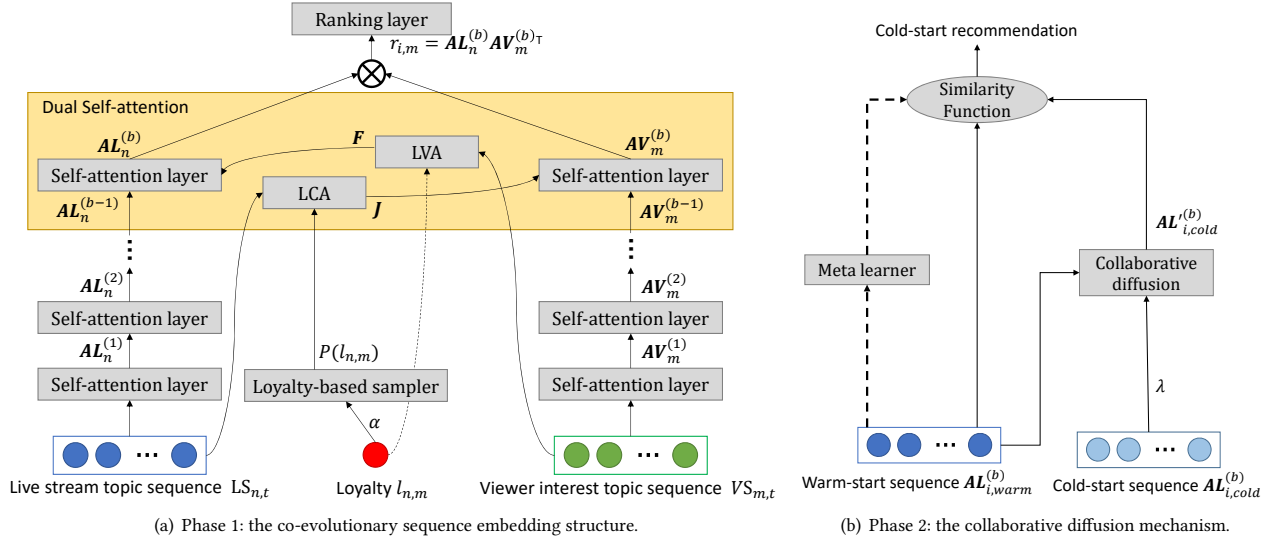 Ranking layer
r_{i,m} = AL_n^{(b)} AV_m^{(b)⊤}
Dual Self-attention
AL_n^{(b)}
F
LVA
AV_m^{(b)}
Self-attention layer
LCA
J
Self-attention layer
AL_n^{(b−1)}
AV_m^{(b−1)}
AL_n^{(2)}
AV_m^{(2)}
Self-attention layer
Self-attention layer
AL_n^{(1)}
P(l_{n,m})
AV_m^{(1)}
Self-attention layer
Loyalty-based sampler
Self-attention layer
α
...
...
Live stream topic sequence LS_{n,t}
Loyalty l_{n,m}
Viewer interest topic sequence VS_{m,t}
(a) Phase 1: the co-evolutionary sequence embedding structure.
Cold-start recommendation
Similarity
Function
AL'^{(b)}_{i,cold}
Meta learner
Collaborative
diffusion
λ
...
...
Warm-start sequence AL_{i,warm}^{(b)}
Cold-start sequence AL_{i,cold}^{(b)}
(b) Phase 2: the collaborative diffusion mechanism.